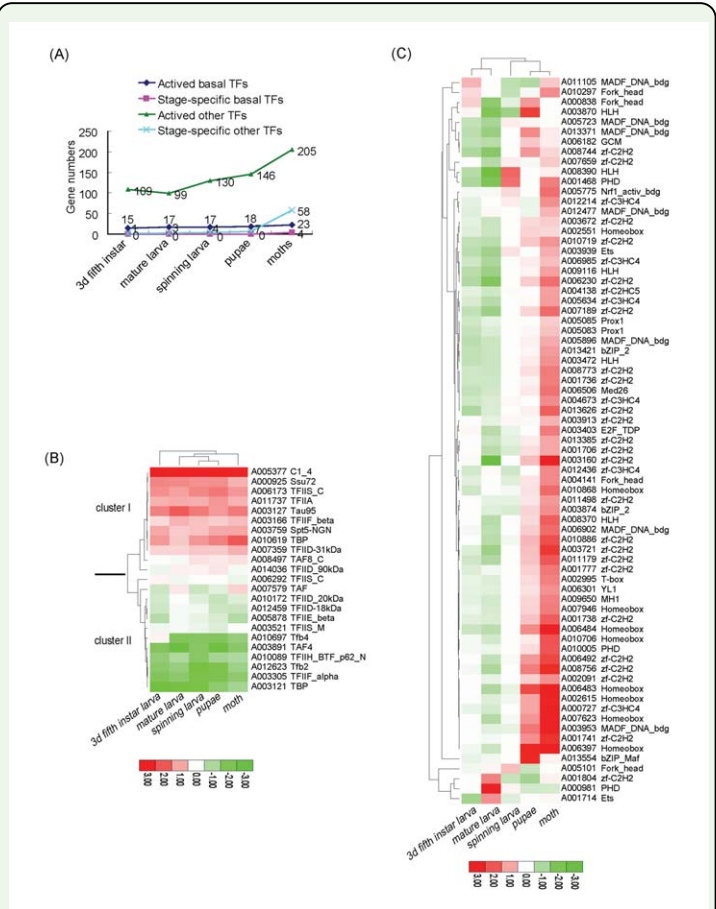 (A)
Actived basal TFs
Stage-specific basal TFs
Actived other TFs
Stage-specific other TFs
Gene numbers
250
200
150
100
50
0
109
99
130
146
205
15
17
17
18
23
58
4
3d fifth instar
mature larva
spinning larva
pupae
moths
(B)
cluster I
cluster II
A005377 C1_4
A000925 Ssu72
A006173 TFIIS_C
A011737 TFIIA
A003127 Tau95
A003166 TFIIF_beta
A003759 Spt5-NGN
A010619 TBP
A007359 TFIID-31kDa
A008497 TAF8_C
A014036 TFIID_90kDa
A006292 TFIIS_C
A007579 TAF
A010172 TFIID_20kDa
A012459 TFIID-18kDa
A005878 TFIIE_beta
A003521 TFIIS_M
A010697 Tfb4
A003891 TAF4
A010089 TFIIH_BTF_p62_N
A012623 Tfb2
A003305 TFIIF_alpha
A003121 TBP
3d fifth instar larva
mature larva
spinning larva
pupae
moth
3.00
2.00
1.00
0.00
-1.00
-2.00
-3.00
(C)
A011105 MADF_DNA_bdg
A010297 Fork_head
A000838 Fork_head
A003870 HLH
A005723 MADF_DNA_bdg
A013371 MADF_DNA_bdg
A006182 GCM
A008744 zf-C2H2
A007659 zf-C2H2
A008390 HLH
A001468 PHD
A005775 Nrf1_activ_bdg
A012214 zf-C3HC4
A012477 MADF_DNA_bdg
A003672 zf-C2H2
A002551 Homeobox
A010719 zf-C2H2
A003939 Ets
A006985 zf-C3HC4
A009116 HLH
A006230 zf-C2H2
A004138 zf-C2HC5
A005634 zf-C3HC4
A007189 zf-C2H2
A005085 Prox1
A005083 Prox1
A005896 MADF_DNA_bdg
A013421 bZIP_2
A003472 HLH
A008773 zf-C2H2
A001736 zf-C2H2
A006506 Med26
A004673 zf-C3HC4
A013626 zf-C2H2
A003913 zf-C2H2
A003403 E2F_TDP
A013385 zf-C2H2
A001706 zf-C2H2
A003160 zf-C2H2
A012436 zf-C3HC4
A004141 Fork_head
A010868 Homeobox
A011498 zf-C2H2
A003874 bZIP_2
A008370 HLH
A006902 MADF_DNA_bdg
A010886 zf-C2H2
A003721 zf-C2H2
A011179 zf-C2H2
A001777 zf-C2H2
A002995 T-box
A006301 YL1
A009650 MH1
A007946 Homeobox
A001738 zf-C2H2
A006484 Homeobox
A010706 Homeobox
A010005 PHD
A006492 zf-C2H2
A008756 zf-C2H2
A002091 zf-C2H2
A006483 Homeobox
A002615 Homeobox
A000727 zf-C3HC4
A007623 Homeobox
A003953 MADF_DNA_bdg
A001741 zf-C2H2
A006397 Homeobox
A013554 bZIP_Maf
A005101 Fork_head
A001804 zf-C2H2
A000981 PHD
A001714 Ets
3d fifth instar larva
mature larva
spinning larva
pupae
moth
3.00
2.00
1.00
0.00
-1.00
-2.00
-3.00